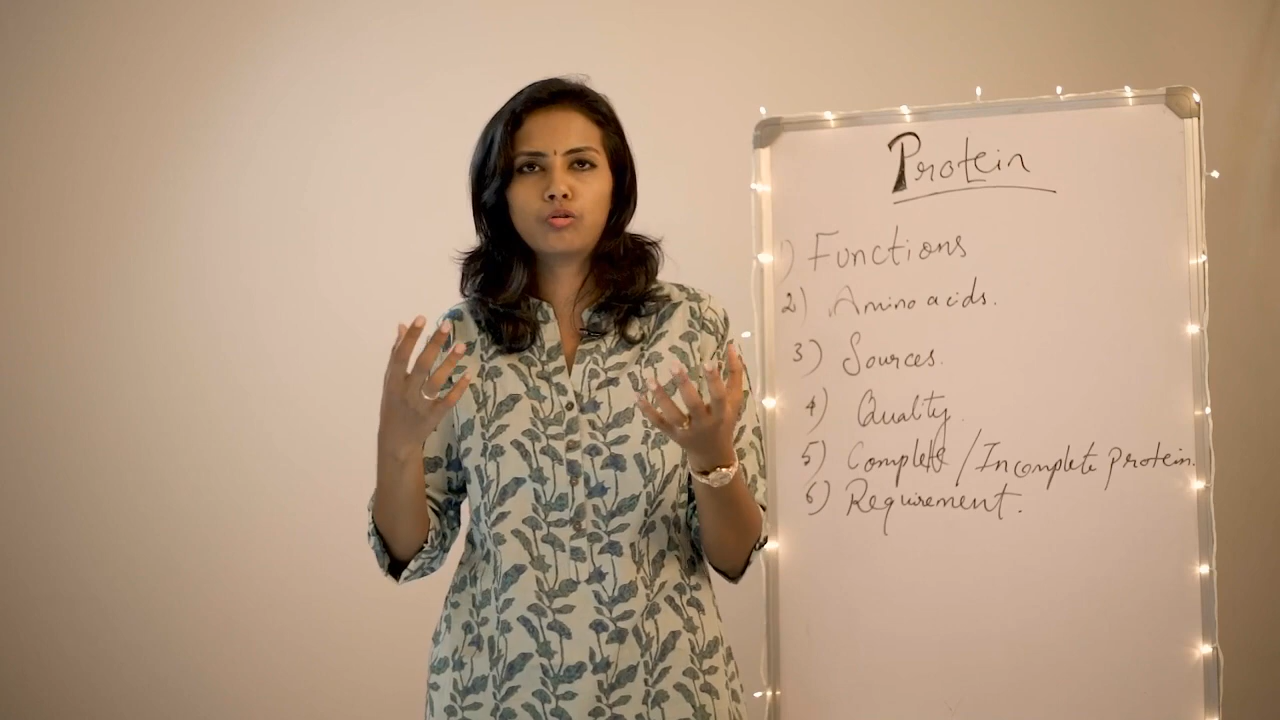 Protein
1) Functions
2) Amino acids.
3) Sources.
4) Quality.
5) Complete / Incomplete protein.
6) Requirement.